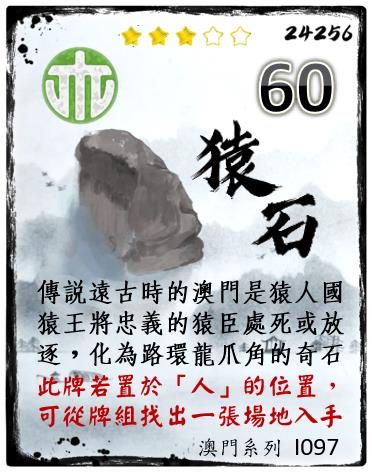 24256
60
猿石
傳說遠古時的澳門是猿人國
猿王將忠義的猿臣處死或放
逐，化為路環龍爪角的奇石
此牌若置於「人」的位置，
可從牌組找出一張場地入手
澳門系列 I097